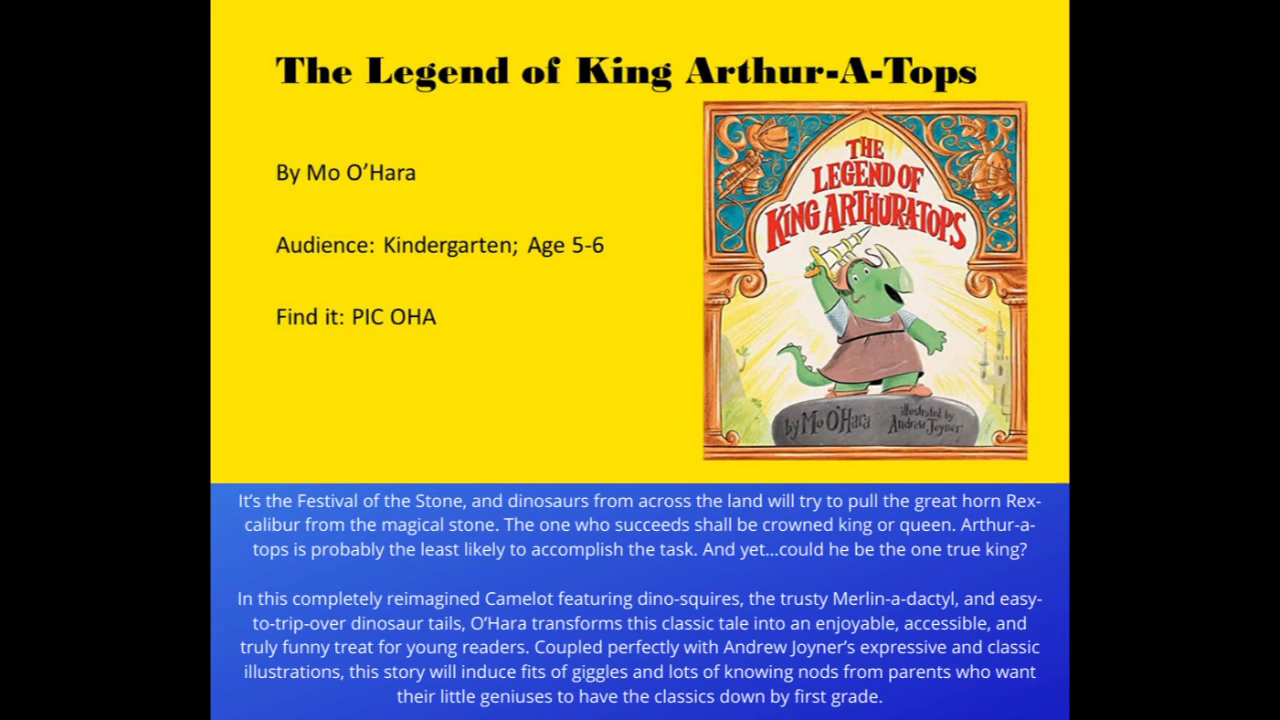 The Legend of King Arthur-A-Tops
By Mo O’Hara
Audience: Kindergarten; Age 5-6
Find it: PIC OHA
THE
LEGEND OF
KING ARTHUR-A-TOPS
by Mo O'Hara
illustrated by
Andrew Joyner
It’s the Festival of the Stone, and dinosaurs from across the land will try to pull the great horn Rex-
calibur from the magical stone. The one who succeeds shall be crowned king or queen. Arthur-a-
tops is probably the least likely to accomplish the task. And yet...could he be the one true king?
In this completely reimagined Camelot featuring dino-squires, the trusty Merlin-a-dactyl, and easy-
to-trip-over dinosaur tails, O’Hara transforms this classic tale into an enjoyable, accessible, and
truly funny treat for young readers. Coupled perfectly with Andrew Joyner’s expressive and classic
illustrations, this story will induce fits of giggles and lots of knowing nods from parents who want
their little geniuses to have the classics down by first grade.